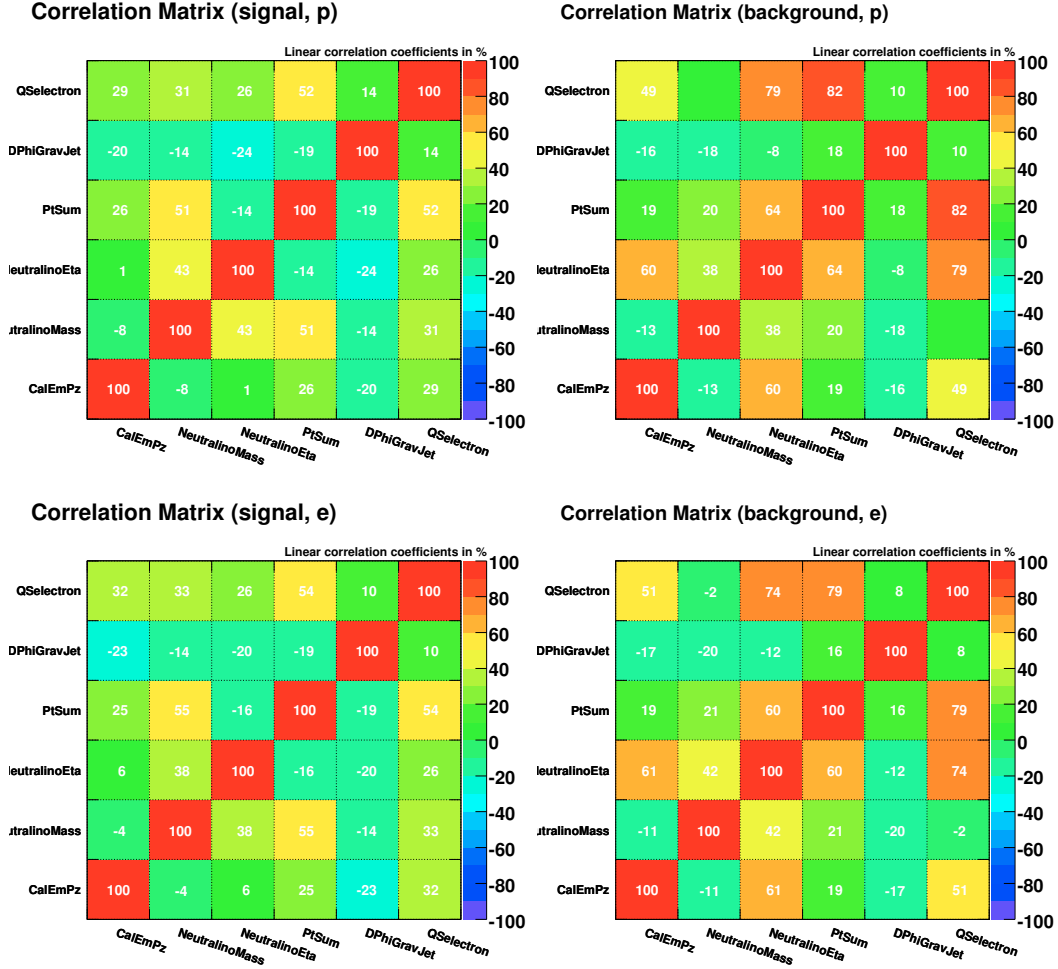 Correlation Matrix (signal, p)
Linear correlation coefficients in %
QSelectron 29 31 26 52 14 100
DPhiGravJet -20 -14 -24 -19 100 14
PtSum 26 51 -14 100 -19 52
leutralinoEta 1 43 100 -14 -24 26
utralinoMass -8 100 43 51 -14 31
CalEmPz 100 -8 1 26 -20 29
CalEmPz NeutralinoMass NeutralinoEta PtSum DPhiGravJet QSelectron
100
80
60
40
20
0
-20
-40
-60
-80
-100
Correlation Matrix (background, p)
Linear correlation coefficients in %
QSelectron 49 79 82 10 100
DPhiGravJet -16 -18 -8 18 100 10
PtSum 19 20 64 100 18 82
leutralinoEta 60 38 100 64 -8 79
utralinoMass -13 100 38 20 -18
CalEmPz 100 -13 60 19 -16 49
CalEmPz NeutralinoMass NeutralinoEta PtSum DPhiGravJet QSelectron
100
80
60
40
20
0
-20
-40
-60
-80
-100
Correlation Matrix (signal, e)
Linear correlation coefficients in %
QSelectron 32 33 26 54 10 100
DPhiGravJet -23 -14 -20 -19 100 10
PtSum 25 55 -16 100 -19 54
leutralinoEta 6 38 100 -16 -20 26
utralinoMass -4 100 38 55 -14 33
CalEmPz 100 -4 6 25 -23 32
CalEmPz NeutralinoMass NeutralinoEta PtSum DPhiGravJet QSelectron
100
80
60
40
20
0
-20
-40
-60
-80
-100
Correlation Matrix (background, e)
Linear correlation coefficients in %
QSelectron 51 -2 74 79 8 100
DPhiGravJet -17 -20 -12 16 100 8
PtSum 19 21 60 100 16 79
leutralinoEta 61 42 100 60 -12 74
utralinoMass -11 100 42 21 -20 -2
CalEmPz 100 -11 61 19 -17 51
CalEmPz NeutralinoMass NeutralinoEta PtSum DPhiGravJet QSelectron
100
80
60
40
20
0
-20
-40
-60
-80
-100